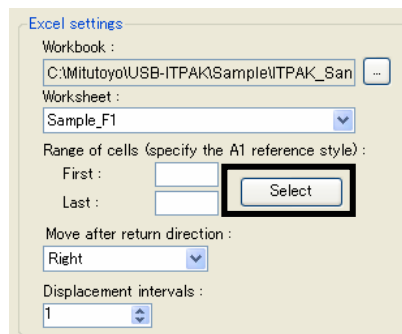 Excel settings
Workbook :
C:\Mitutoyo\USB-ITPAK\Sample\ITPAK_San
...
Worksheet :
Sample_F1
Range of cells (specify the A1 reference style) :
First :
Select
Last :
Move after return direction :
Right
Displacement intervals :
1